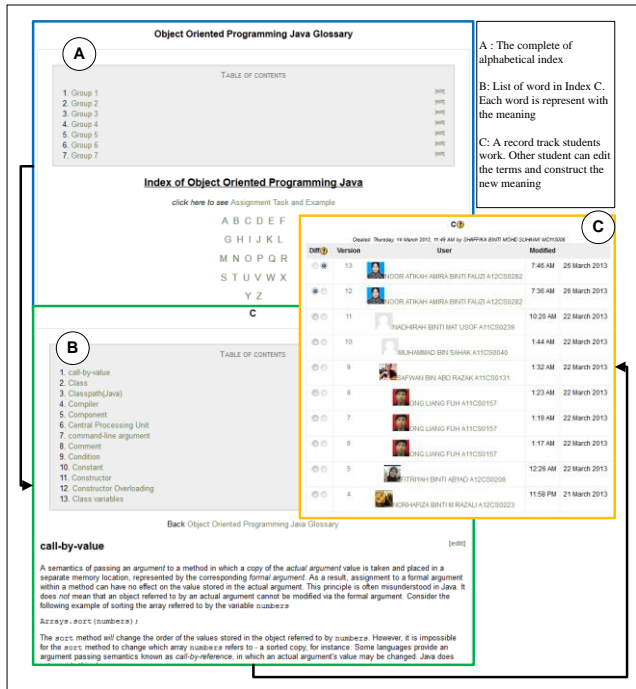 Object Oriented Programming Java Glossary
A
TABLE OF CONTENTS
1. Group 1 [edit]
2. Group 2 [edit]
3. Group 3 [edit]
4. Group 4 [edit]
5. Group 5 [edit]
6. Group 6 [edit]
7. Group 7 [edit]
Index of Object Oriented Programming Java
click here to see Assignment Task and Example
A B C D E F
G H I J K L
M N O P Q R
S T U V W X
Y Z
A : The complete of
alphabetical index
B: List of word in Index C.
Each word is represent with
the meaning
C: A record track students
work. Other student can edit
the terms and construct the
new meaning
C
B
TABLE OF CONTENTS
1. call-by-value
2. Class
3. Classpath(Java)
4. Compiler
5. Component
6. Central Processing Unit
7. command-line argument
8. Comment
9. Condition
10. Constant
11. Constructor
12. Constructor Overloading
13. Class variables
Back Object Oriented Programming Java Glossary
call-by-value [edit]
A semantics of passing an argument to a method in which a copy of the actual argument value is taken and placed in a
separate memory location, represented by the corresponding formal argument. As a result, assignment to a formal argument
within a method can have no effect on the value stored in the actual argument. This principle is often misunderstood in Java. It
does not mean that an object referred to by an actual argument cannot be modified via the formal argument. Consider the
following example of sorting the array referred to by the variable numbers
Arrays.sort(numbers);
The sort method will change the order of the values stored in the object referred to by numbers. However, it is impossible
for the sort method to change which array numbers refers to - a sorted copy, for instance. Some languages provide an
argument passing semantics known as call-by-reference, in which an actual argument's value may be changed. Java does
C
C?
Created: Thursday, 14 March 2013, 11:49 AM by SHAFFIKA BINTI MOHD SUHAIMI
Diff? Version User Modified
13 NOOR ATIKAH AMIRA BINTI FAUZI A12CS0282 7:46 AM 26 March 2013
12 NOOR ATIKAH AMIRA BINTI FAUZI A12CS0282 7:36 AM 26 March 2013
11 NADHIRAH BINTI MAT USOF A11CS0239 10:20 AM 22 March 2013
10 MUHAMMAD BIN SAHAK A11CS0040 1:44 AM 22 March 2013
9 SAFWAN BIN ABD RAZAK A11CS0131 1:32 AM 22 March 2013
8 ONG LIANG FUH A11CS0157 1:23 AM 22 March 2013
7 ONG LIANG FUH A11CS0157 1:19 AM 22 March 2013
6 ONG LIANG FUH A11CS0157 1:17 AM 22 March 2013
5 FITRIYAH BINTI ABYAD A12CS0206 12:26 AM 22 March 2013
4 NORHAFIZA BINTI M RAZALI A12CS0223 11:58 PM 21 March 2013